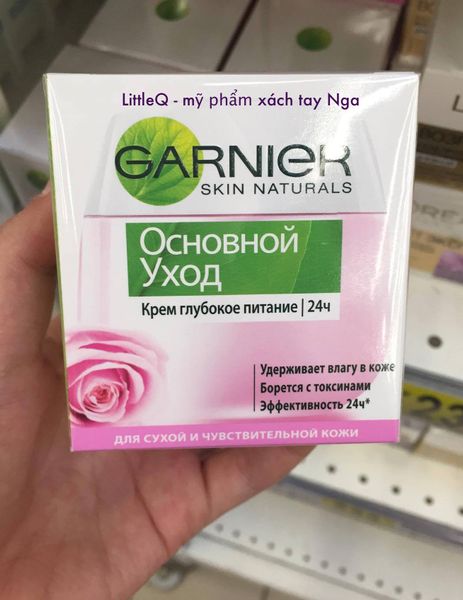 LittleQ - mỹ phẩm xách tay Nga
GARNIER
SKIN NATURALS
Основной
Уход
Крем глубокое питание | 24ч
Удерживает влагу в коже
Борется с токсинами
Эффективность 24ч*
ДЛЯ СУХОЙ И ЧУВСТВИТЕЛЬНОЙ КОЖИ